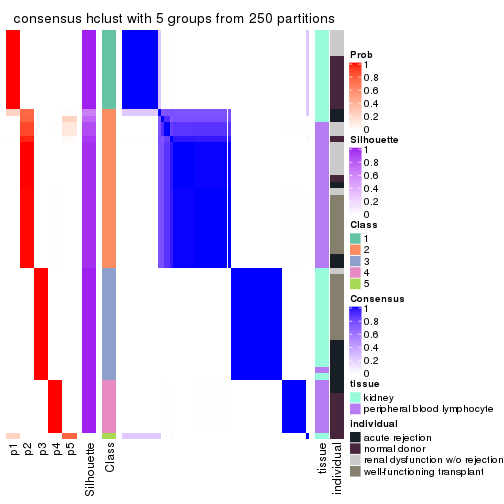 consensus hclust with 5 groups from 250 partitions
Prob
1
0.8
0.6
0.4
0.2
0
Silhouette
1
0.8
0.6
0.4
0.2
0
Class
1
2
3
4
5
Consensus
1
0.8
0.6
0.4
0.2
0
tissue
kidney
peripheral blood lymphocyte
individual
acute rejection
normal donor
renal dysfunction w/o rejection
well-functioning transplant
p1
p2
p3
p4
p5
Silhouette
Class
tissue
individual